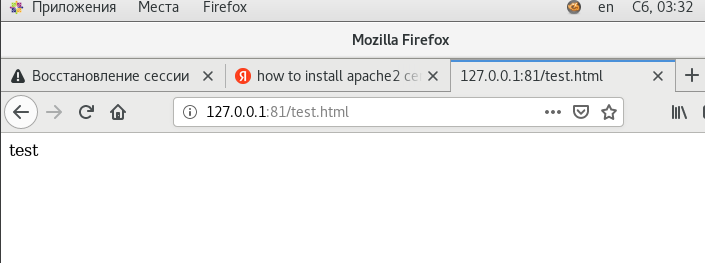 Приложения Места Firefox en Сб, 03:32
Mozilla Firefox
Восстановление сессии Я how to install apache2 ce 127.0.0.1:81/test.html
127.0.0.1:81/test.html
test